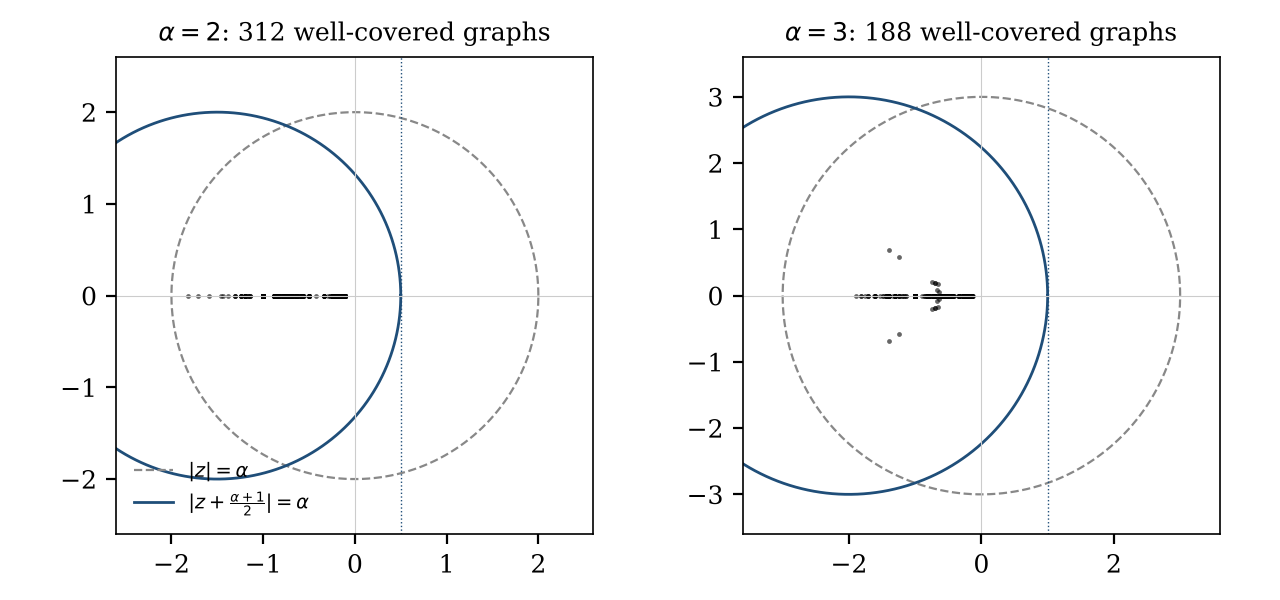 α = 2: 312 well-covered graphs
2
1
0
−1
−2
|z| = α
|z + \frac{α + 1}{2}| = α
−2 −1 0 1 2
α = 3: 188 well-covered graphs
3
2
1
0
−1
−2
−3
−2 0 2